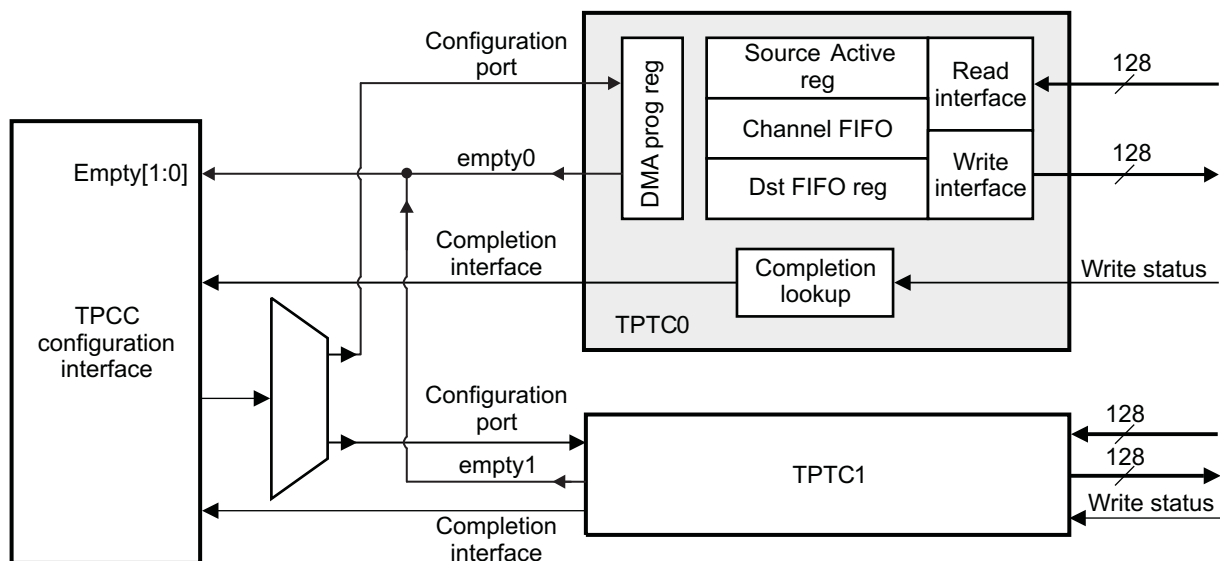 Configuration
port
DMA prog reg
Source Active
reg
Channel FIFO
Dst FIFO reg
Read
interface
Write
interface
128
128
Empty[1:0]
empty0
Completion
interface
Completion
lookup
Write status
TPTC0
TPCC
configuration
interface
Configuration
port
empty1
TPTC1
128
128
Write status
Completion
interface